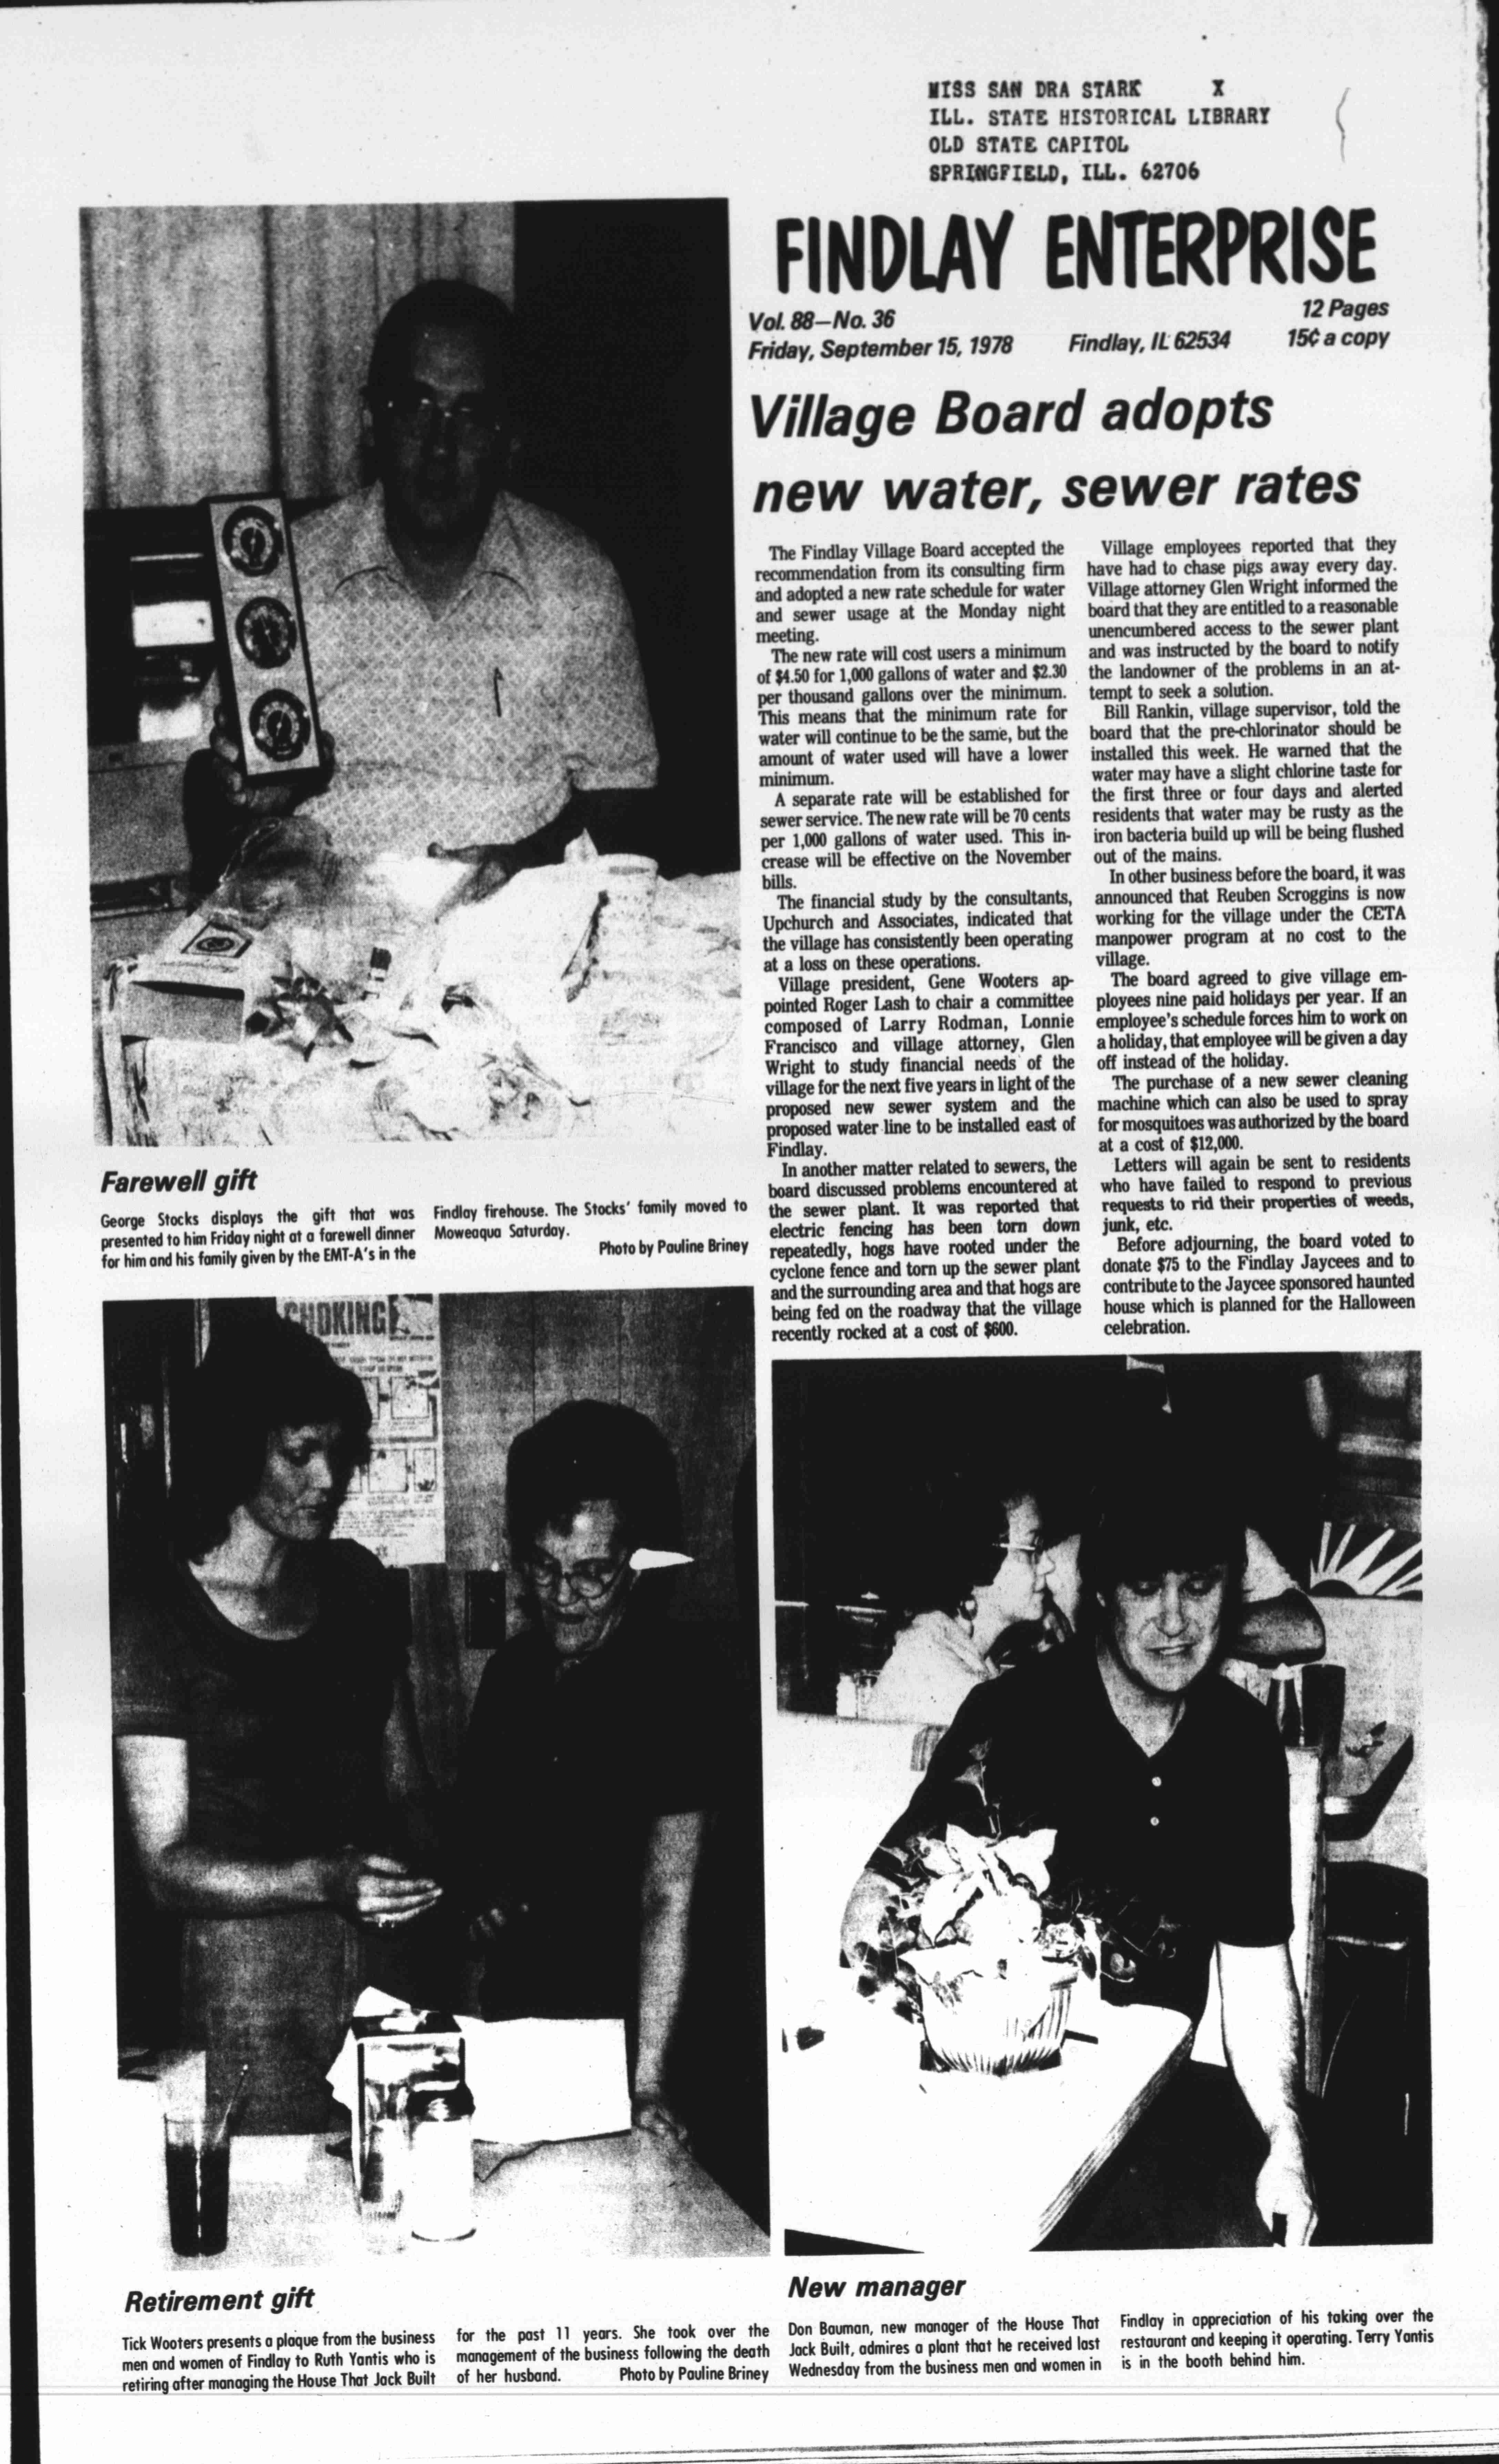 MISS SAN DRA STARK X
ILL. STATE HISTORICAL LIBRARY
OLD STATE CAPITOL
SPRINGFIELD, ILL. 62706
FINDLAY ENTERPRISE
Vol. 88—No. 36
12 Pages
Friday, September 15, 1978 Findlay, IL 62534 15¢ a copy
Village Board adopts
new water, sewer rates
The Findlay Village Board accepted the
recommendation from its consulting firm
and adopted a new rate schedule for water
and sewer usage at the Monday night
meeting.
The new rate will cost users a minimum
of $4.50 for 1,000 gallons of water and $2.30
per thousand gallons over the minimum.
This means that the minimum rate for
water will continue to be the same, but the
amount of water used will have a lower
minimum.
A separate rate will be established for
sewer service. The new rate will be 70 cents
per 1,000 gallons of water used. This in-
crease will be effective on the November
bills.
The financial study by the consultants,
Upchurch and Associates, indicated that
the village has consistently been operating
at a loss on these operations.
Village president, Gene Wooters ap-
pointed Roger Lash to chair a committee
composed of Larry Rodman, Lonnie
Francisco and village attorney, Glen
Wright to study financial needs of the
village for the next five years in light of the
proposed new sewer system and the
proposed water line to be installed east of
Findlay.
In another matter related to sewers, the
board discussed problems encountered at
the sewer plant. It was reported that
electric fencing has been torn down
repeatedly, hogs have rooted under the
cyclone fence and torn up the sewer plant
and the surrounding area and that hogs are
being fed on the roadway that the village
recently rocked at a cost of $600.
Village employees reported that they
have had to chase pigs away every day.
Village attorney Glen Wright informed the
board that they are entitled to a reasonable
unencumbered access to the sewer plant
and was instructed by the board to notify
the landowner of the problems in an at-
tempt to seek a solution.
Bill Rankin, village supervisor, told the
board that the pre-chlorinator should be
installed this week. He warned that the
water may have a slight chlorine taste for
the first three or four days and alerted
residents that water may be rusty as the
iron bacteria build up will be being flushed
out of the mains.
In other business before the board, it was
announced that Reuben Scroggins is now
working for the village under the CETA
manpower program at no cost to the
village.
The board agreed to give village em-
ployees nine paid holidays per year. If an
employee's schedule forces him to work on
a holiday, that employee will be given a day
off instead of the holiday.
The purchase of a new sewer cleaning
machine which can also be used to spray
for mosquitoes was authorized by the board
at a cost of $12,000.
Letters will again be sent to residents
who have failed to respond to previous
requests to rid their properties of weeds,
junk, etc.
Before adjourning, the board voted to
donate $75 to the Findlay Jaycees and to
contribute to the Jaycee sponsored haunted
house which is planned for the Halloween
celebration.
Farewell gift
George Stocks displays the gift that was
presented to him Friday night at a farewell dinner
for him and his family given by the EMT-A's in the
Findlay firehouse. The Stocks' family moved to
Moweaqua Saturday.
Photo by Pauline Briney
CHOKING
Retirement gift
Tick Wooters presents a plaque from the business
men and women of Findlay to Ruth Yantis who is
retiring after managing the House That Jack Built
for the past 11 years. She took over the
management of the business following the death
of her husband. Photo by Pauline Briney
New manager
Don Bauman, new manager of the House That
Jack Built, admires a plant that he received last
Wednesday from the business men and women in
Findlay in appreciation of his taking over the
restaurant and keeping it operating. Terry Yantis
is in the booth behind him.